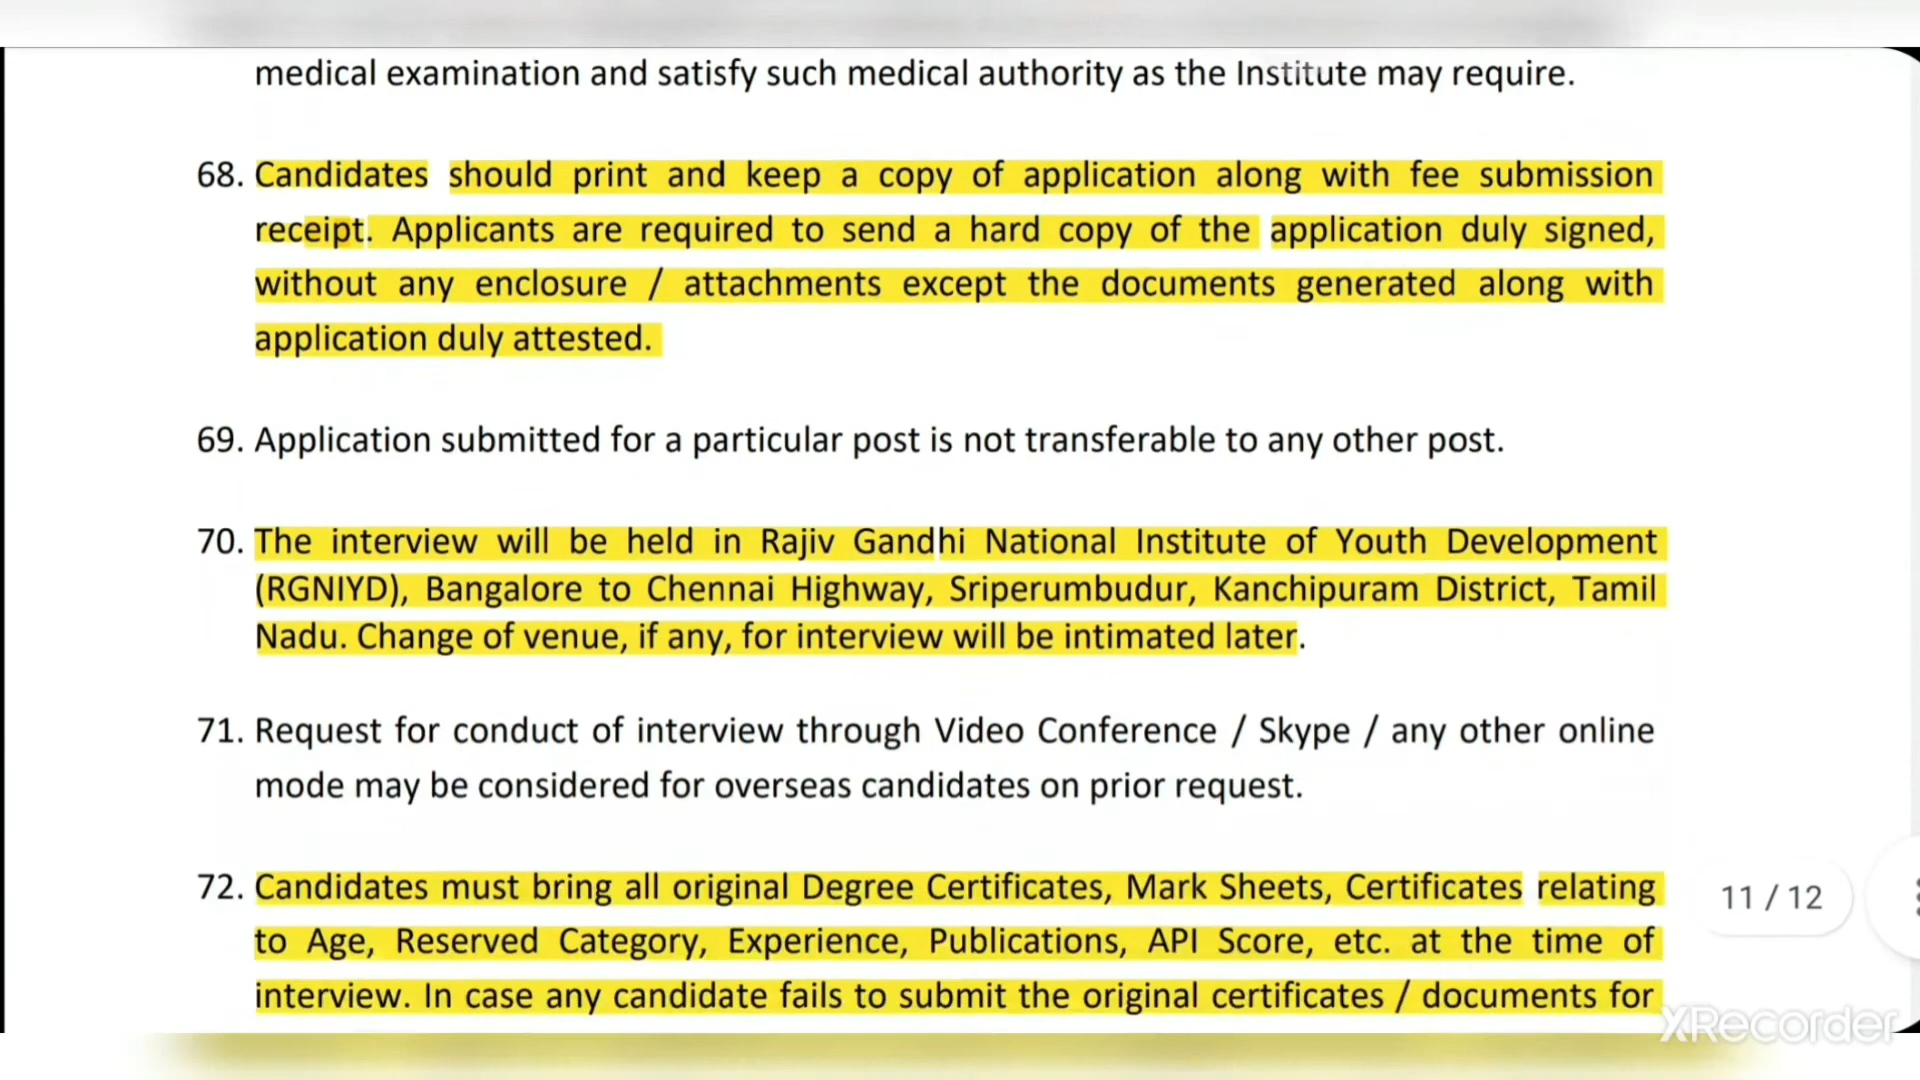 medical examination and satisfy such medical authority as the Institute may require.
68. Candidates should print and keep a copy of application along with fee submission
receipt. Applicants are required to send a hard copy of the application duly signed,
without any enclosure / attachments except the documents generated along with
application duly attested.
69. Application submitted for a particular post is not transferable to any other post.
70. The interview will be held in Rajiv Gandhi National Institute of Youth Development
(RGNIYD), Bangalore to Chennai Highway, Sriperumbudur, Kanchipuram District, Tamil
Nadu. Change of venue, if any, for interview will be intimated later.
71. Request for conduct of interview through Video Conference / Skype / any other online
mode may be considered for overseas candidates on prior request.
72. Candidates must bring all original Degree Certificates, Mark Sheets, Certificates relating
to Age, Reserved Category, Experience, Publications, API Score, etc. at the time of
interview. In case any candidate fails to submit the original certificates / documents for
11 / 12
XRecorder